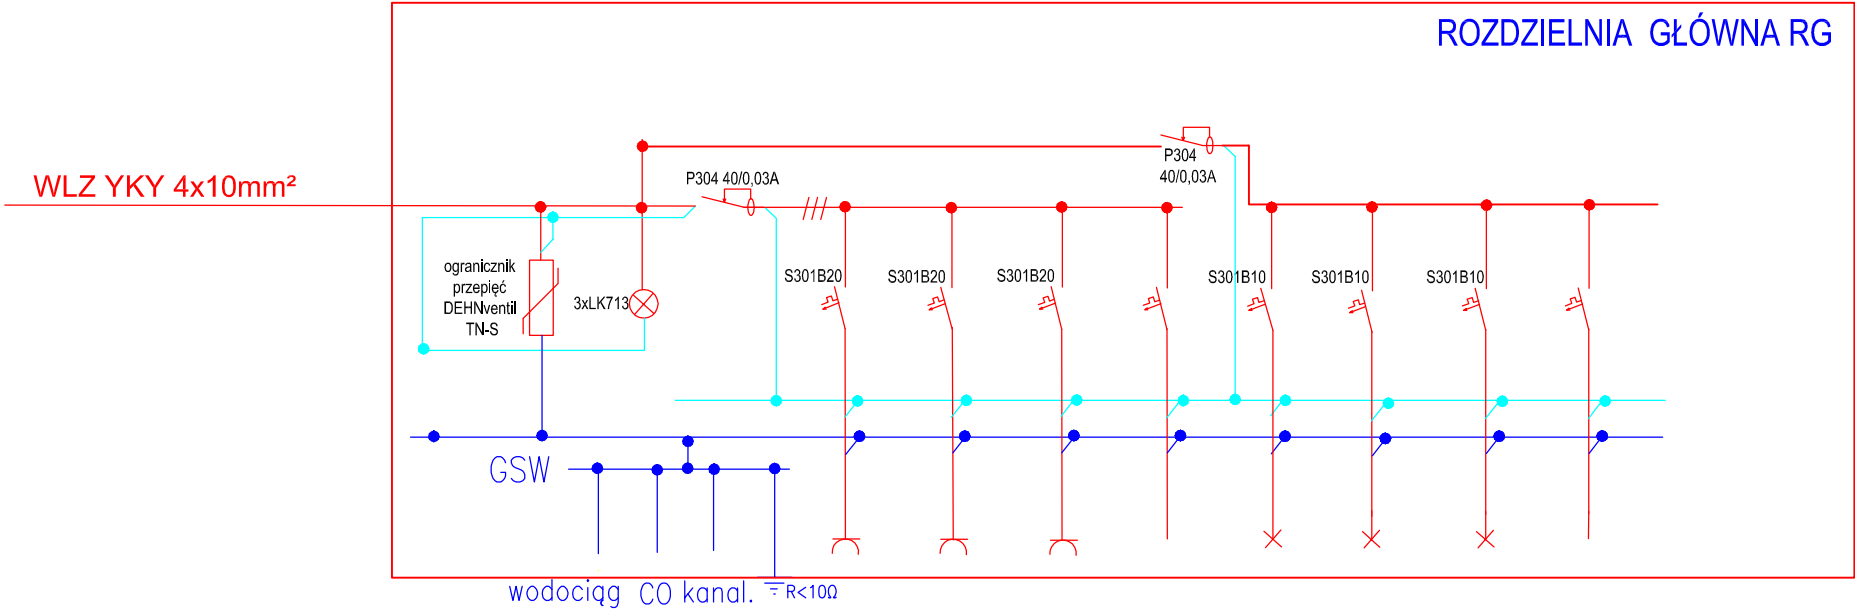 ROZDZIELNIA GŁÓWNA RG
WLZ YKY 4x10mm²
P304 40/0,03A
P304
40/0,03A
ogranicznik
przepięć
DEHNventil
TN-S
3xLK713
S301B20
S301B20
S301B20
S301B10
S301B10
S301B10
GSW
wodociąg CO kanal. R<10Ω